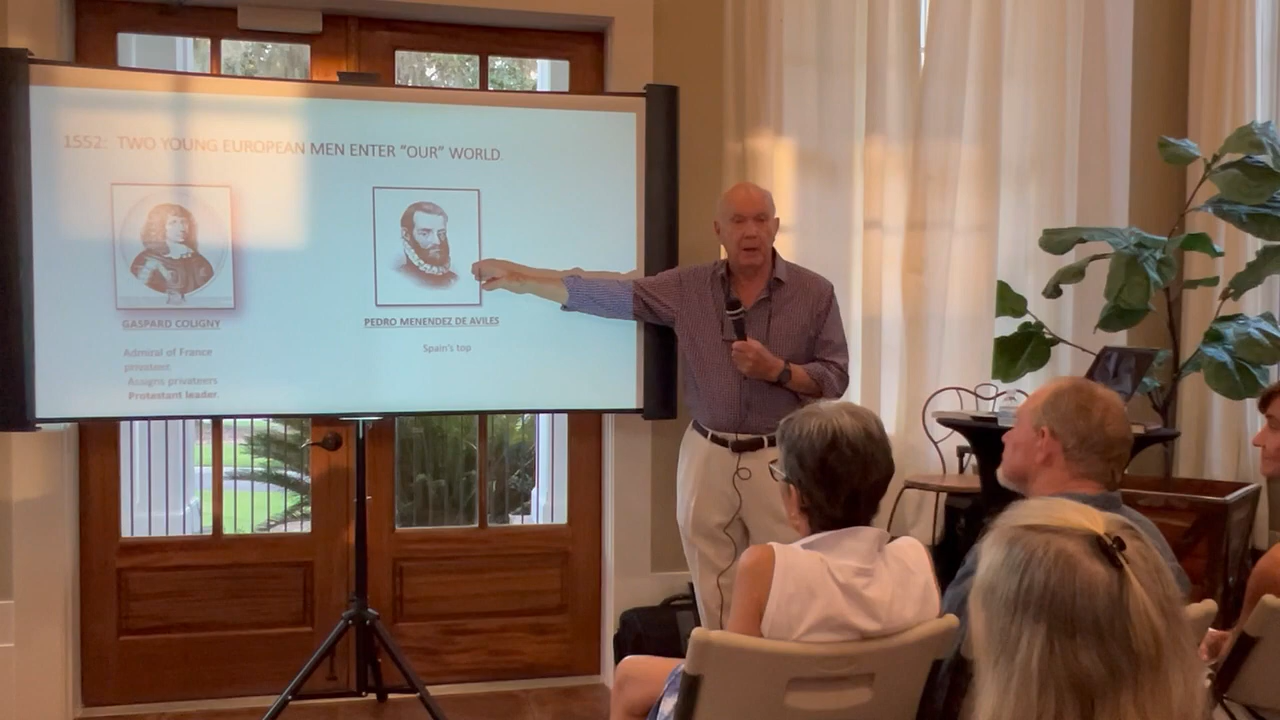 1552: TWO YOUNG EUROPEAN MEN ENTER "OUR" WORLD.
GASPARD COLIGNY
Admiral of France
privateer
Assigns privateers
Protestant leader.
PEDRO MENENDEZ DE AVILES
Spain's top